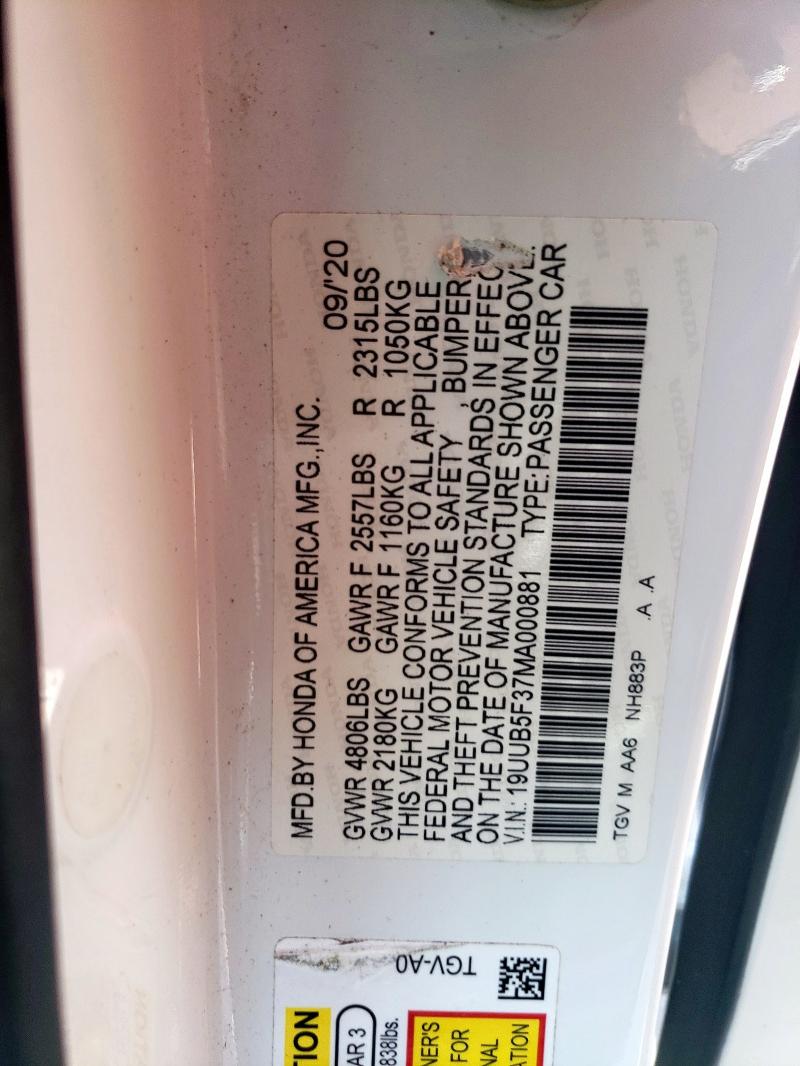 MFD.BY HONDA OF AMERICA MFG.,INC. 09/'20
GVWR 4806LBS GAWR F 2557LBS R 2315LBS
GVWR 2180KG GAWR F 1160KG R 1050KG
THIS VEHICLE CONFORMS TO ALL APPLICABLE
FEDERAL MOTOR VEHICLE SAFETY , BUMPER
AND THEFT PREVENTION STANDARDS IN
ON THE DATE OF MANUFACTURE SHOWN ABOVE.
V.I.N.: 19UUB5F37MA000881 TYPE:PASSENGER CAR
TGV M AA6 NH883P .A .A
TGV-A0
TION
AR 3
838lbs.
NER'S
FOR
NAL
ATION